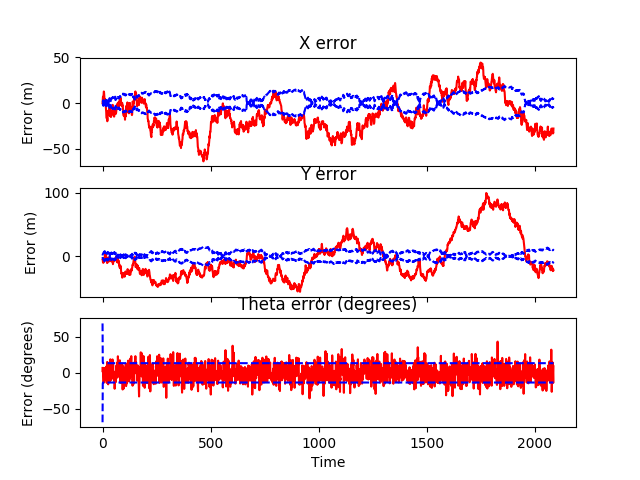 X error
50
0
−50
Error (m)
Y error
100
0
Error (m)
Theta error (degrees)
50
0
−50
Error (degrees)
0 500 1000 1500 2000
Time